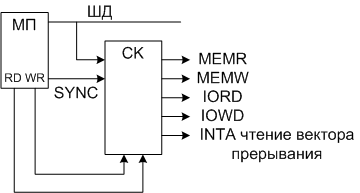 ШД
МП
СК
RD WR
SYNC
MEMR
MEMW
IORD
IOWD
INTA чтение вектора
прерывания